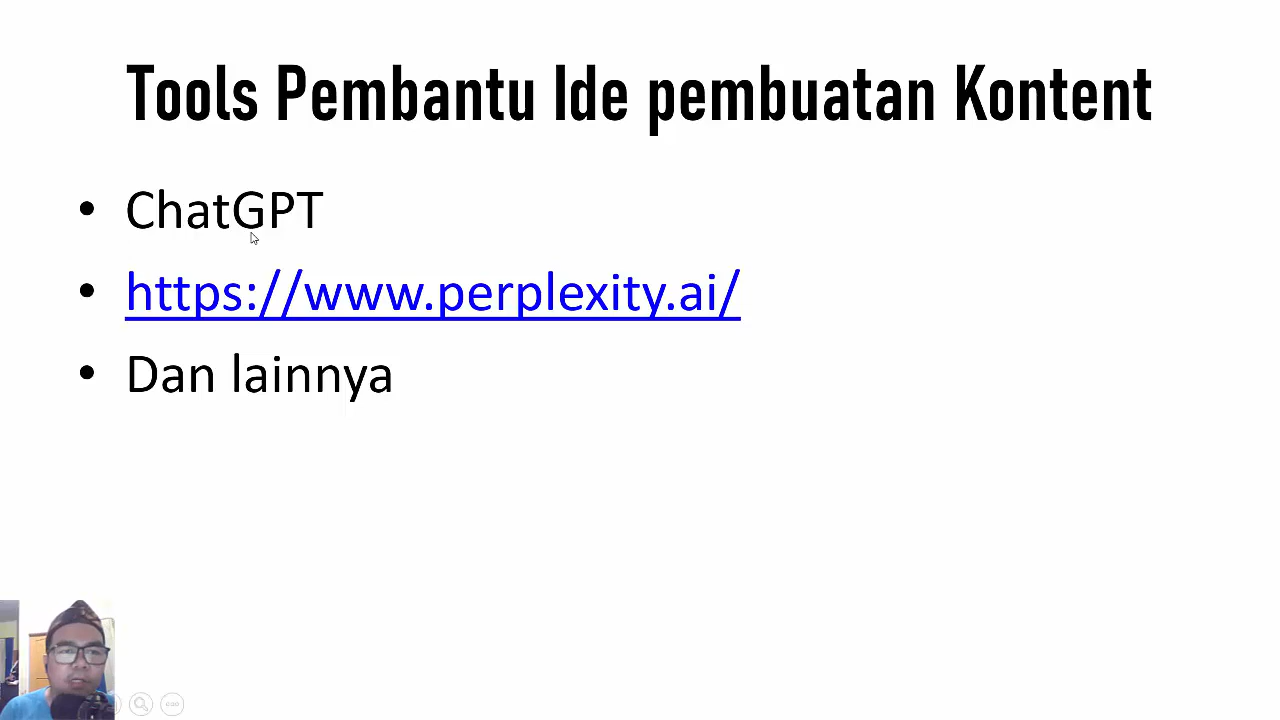 Tools Pembantu Ide pembuatan Kontent
• ChatGPT
• https://www.perplexity.ai/
• Dan lainnya